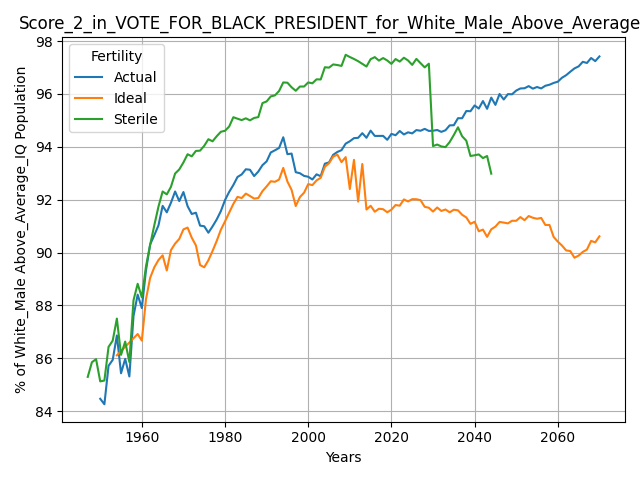 Score_2_in_VOTE_FOR_BLACK_PRESIDENT_for_White_Male_Above_Average
98
96
94
92
90
88
86
84
% of White_Male Above_Average_IQ Population
Fertility
Actual
Ideal
Sterile
1960 1980 2000 2020 2040 2060
Years